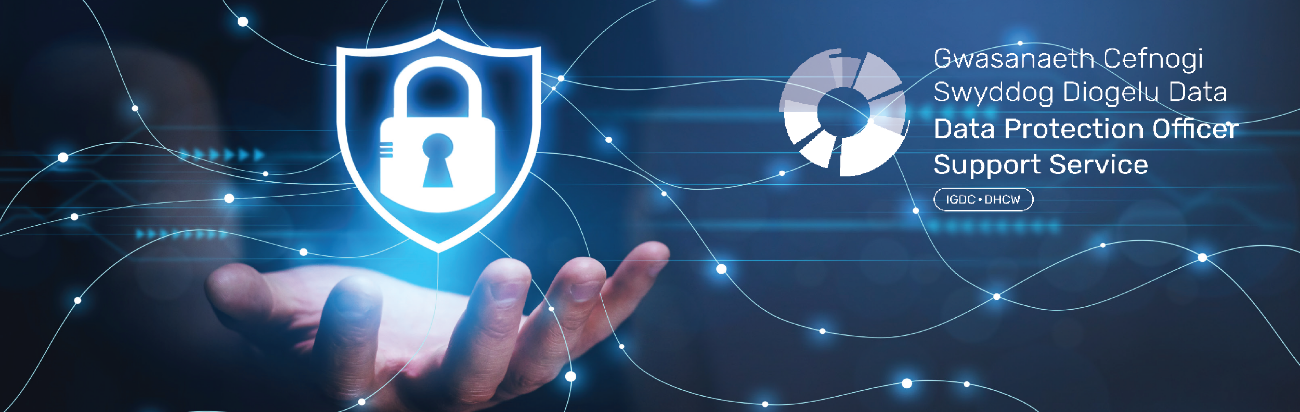 Gwasanaeth Cefnogi
Swyddog Diogelu Data
Data Protection Officer
Support Service
IGDC • DHCW